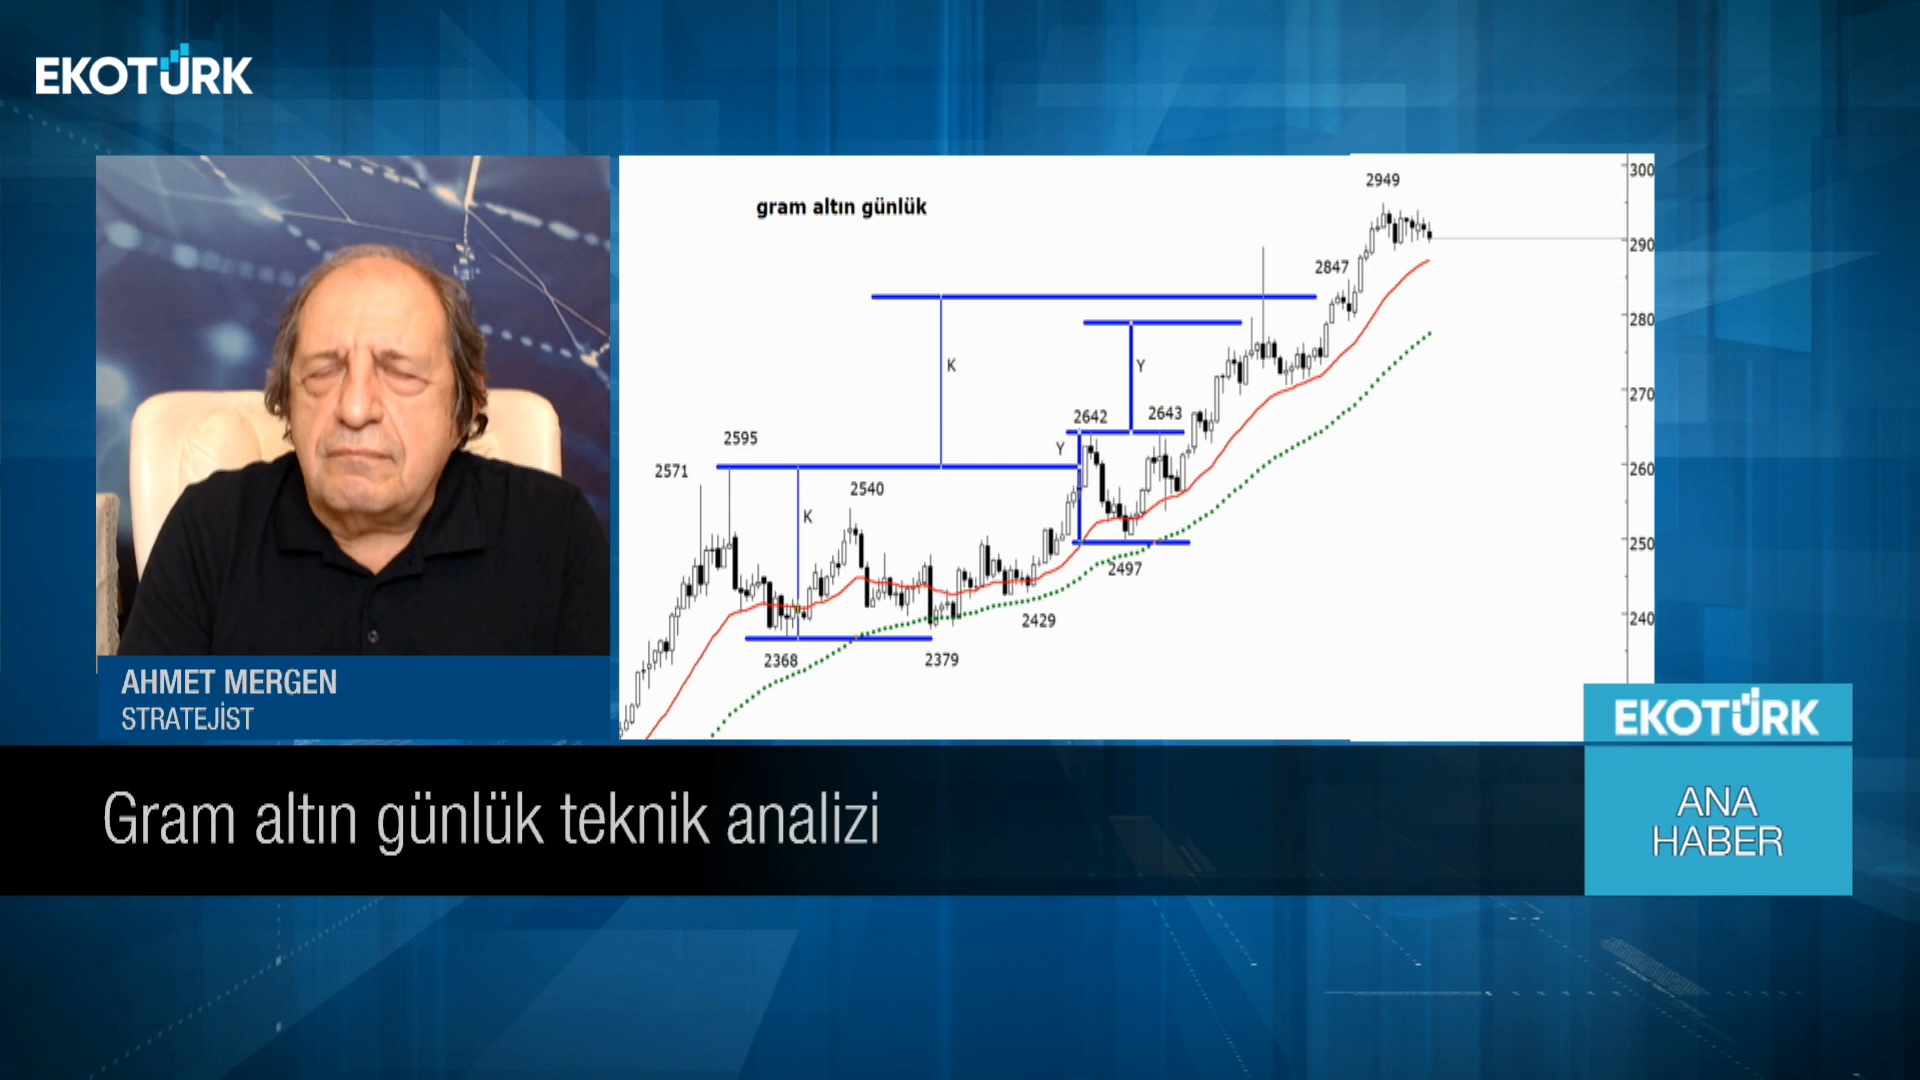 EKOTÜRK
gram altın günlük
2949
2847
2642
2643
2595
2571
2540
K
K
Y
Y
2497
2429
2368
2379
300
290
280
270
260
250
240
AHMET MERGEN
STRATEJİST
EKOTÜRK
Gram altın günlük teknik analizi
ANA
HABER